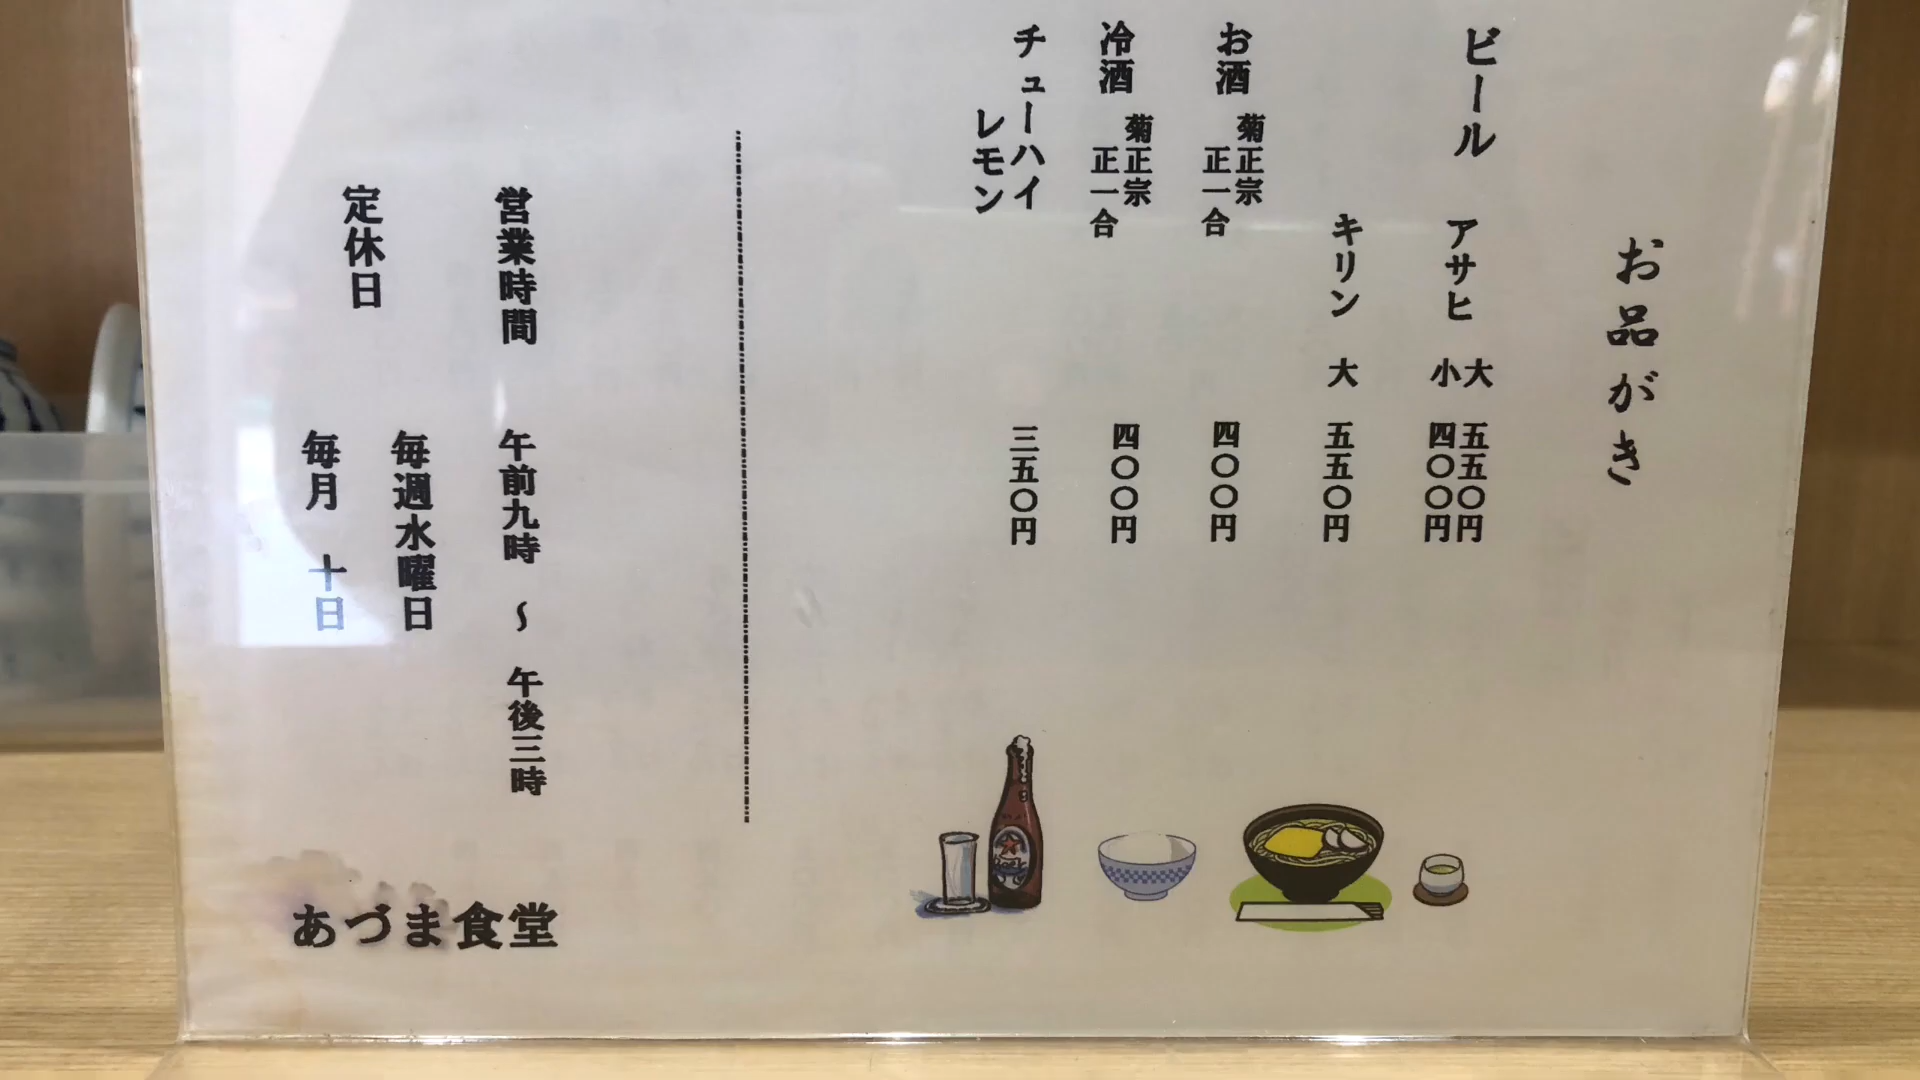 お品がき
ビール アサヒ 大 五五〇円
小 四〇〇円
キリン 大 五五〇円
お酒 菊正宗 正一合 四〇〇円
冷酒 菊正宗 正一合 四〇〇円
チューハイ レモン 三五〇円
営業時間 午前九時 ～ 午後三時
定休日 毎週水曜日
毎月 十日
あづま食堂